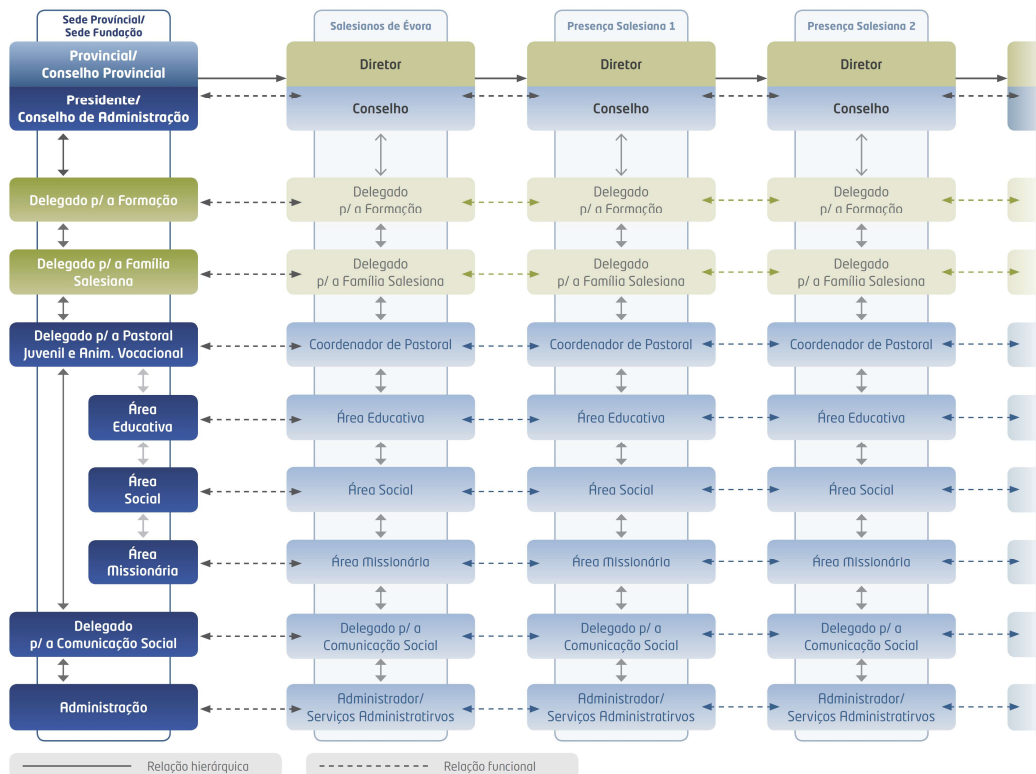 Sede Províncial/
Sede Fundação
Provincial/
Conselho Provincial
Presidente/
Conselho de Administração
Delegado p/ a Formação
Delegado p/ a Família
Salesiana
Delegado p/ a Pastoral
Juvenil e Anim. Vocacional
Área
Educativa
Área
Social
Área
Missionária
Delegado
p/ a Comunicação Social
Administração
Salesianos de Évora
Diretor
Conselho
Delegado
p/ a Formação
Delegado
p/ a Família Salesiana
Coordenador de Pastoral
Área Educativa
Área Social
Área Missionária
Delegado p/ a
Comunicação Social
Administrador/
Serviços Administratirvos
Presença Salesiana 1
Diretor
Conselho
Delegado
p/ a Formação
Delegado
p/ a Família Salesiana
Coordenador de Pastoral
Área Educativa
Área Social
Área Missionária
Delegado p/ a
Comunicação Social
Administrador/
Serviços Administratirvos
Presença Salesiana 2
Diretor
Conselho
Delegado
p/ a Formação
Delegado
p/ a Família Salesiana
Coordenador de Pastoral
Área Educativa
Área Social
Área Missionária
Delegado p/ a
Comunicação Social
Administrador/
Serviços Administratirvos
Relação hierárquica
Relação funcional